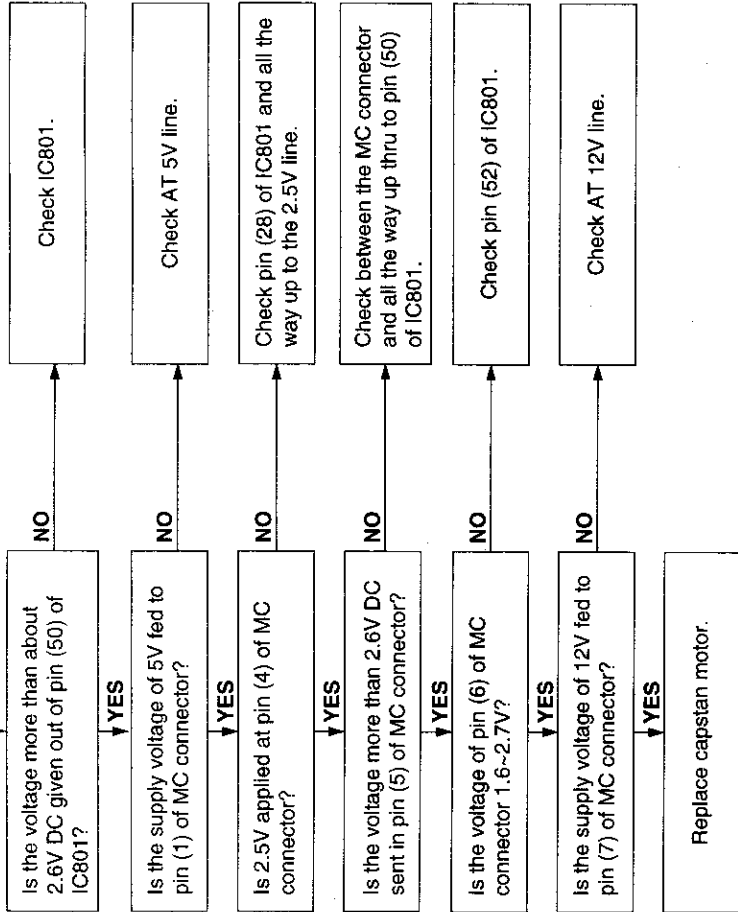 Is the voltage more than about
2.6V DC given out of pin (50) of
IC801?
NO
Check IC801.
YES
Is the supply voltage of 5V fed to
pin (1) of MC connector?
NO
Check AT 5V line.
YES
Is 2.5V applied at pin (4) of MC
connector?
NO
Check pin (28) of IC801 and all the
way up to the 2.5V line.
YES
Is the voltage more than 2.6V DC
sent in pin (5) of MC connector?
NO
Check between the MC connector
and all the way up thru to pin (50)
of IC801.
YES
Is the voltage of pin (6) of MC
connector 1.6~2.7V?
NO
Check pin (52) of IC801.
YES
Is the supply voltage of 12V fed to
pin (7) of MC connector?
NO
Check AT 12V line.
YES
Replace capstan motor.